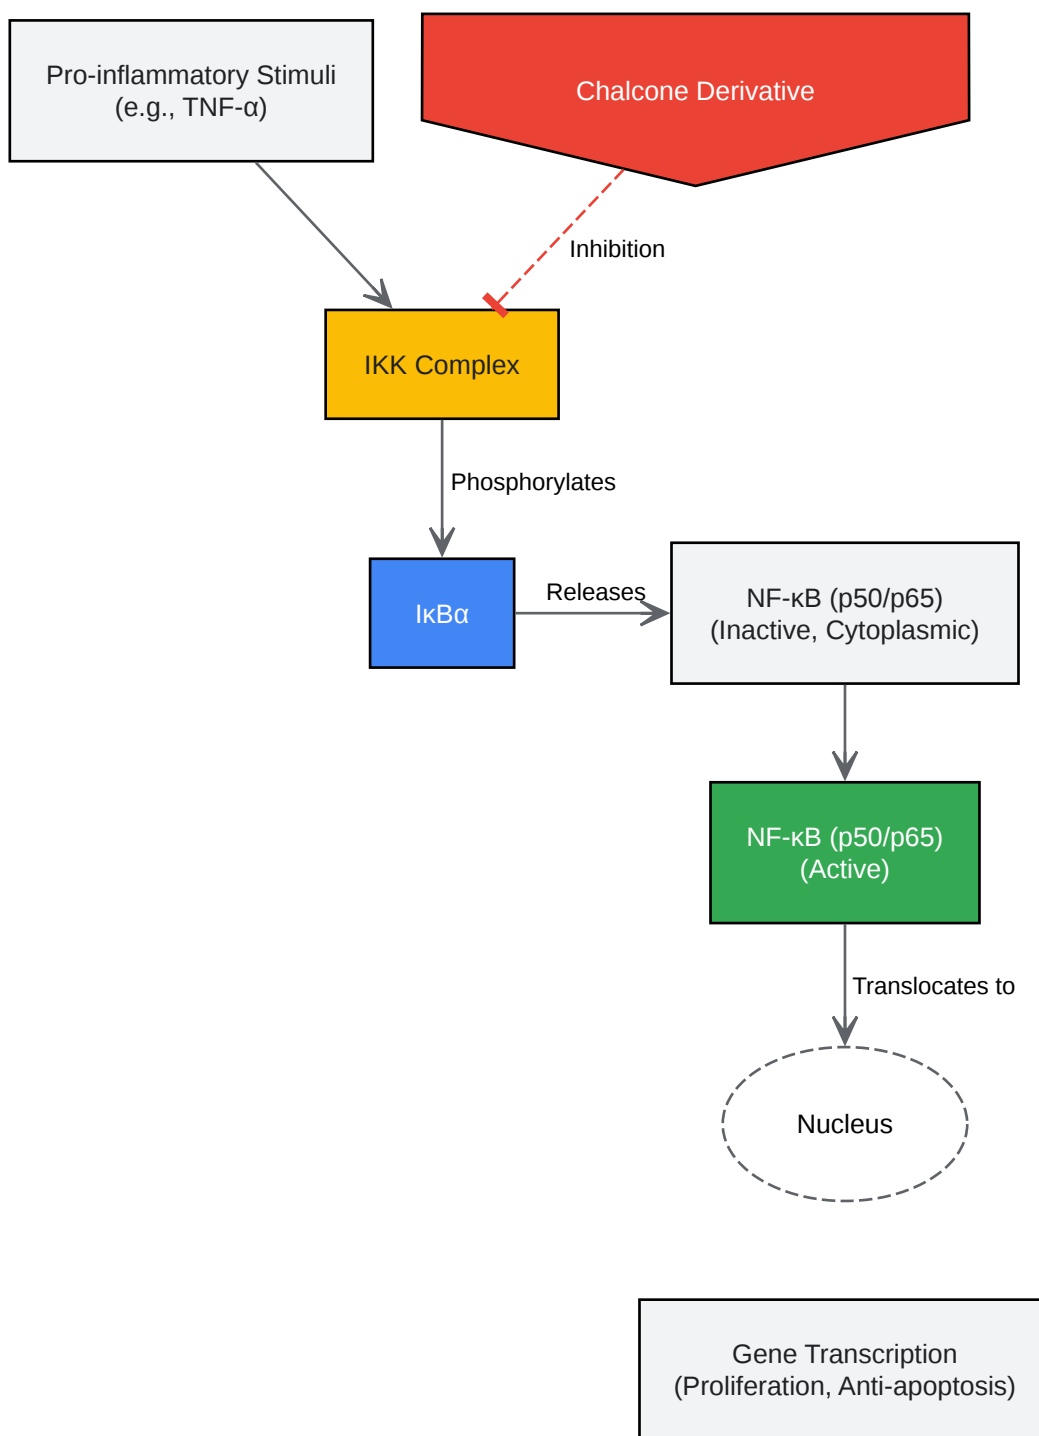 Pro-inflammatory Stimuli
(e.g., TNF-α)
Chalcone Derivative
Inhibition
IKK Complex
Phosphorylates
IκBα
Releases
NF-κB (p50/p65)
(Inactive, Cytoplasmic)
NF-κB (p50/p65)
(Active)
Translocates to
Nucleus
Gene Transcription
(Proliferation, Anti-apoptosis)